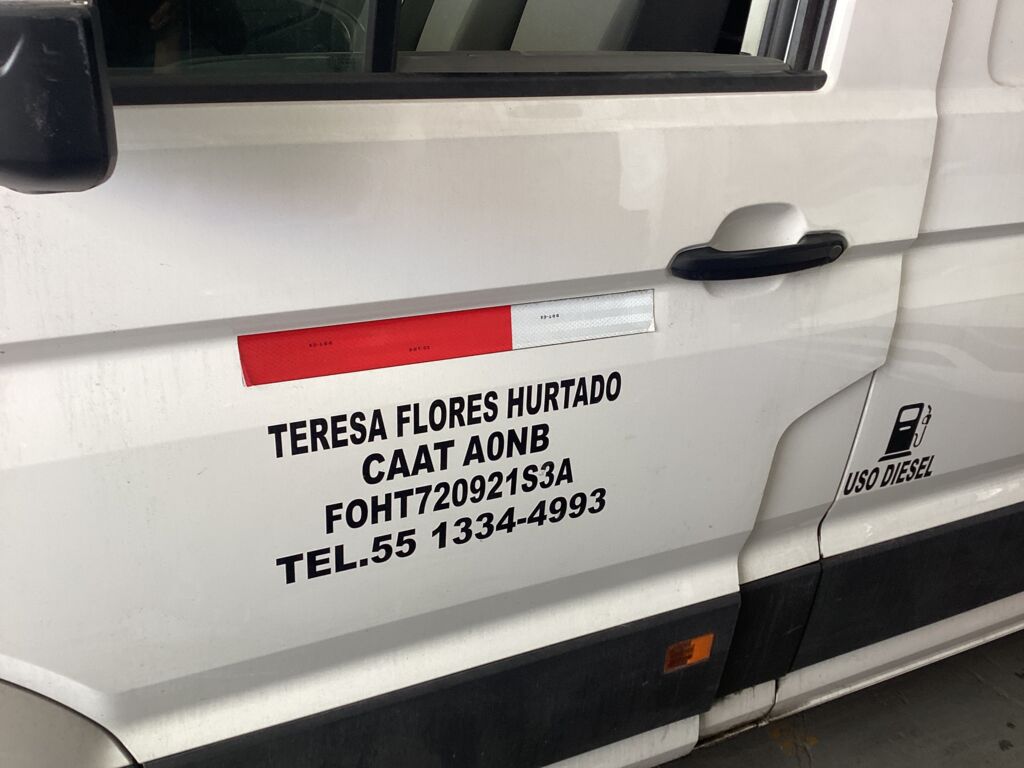 TERESA FLORES HURTADO
CAAT A0NB
FOHT720921S3A
TEL.55 1334-4993
USO DIESEL